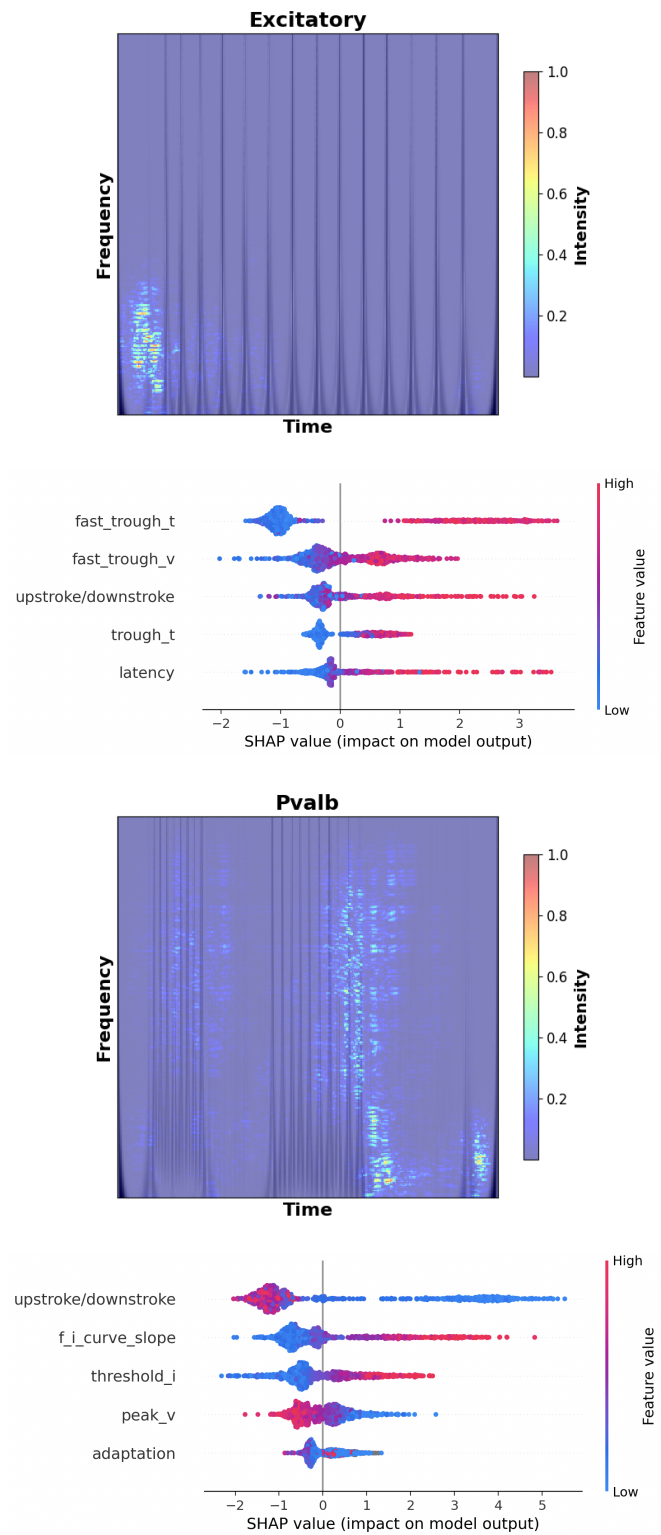 Excitatory
1.0
0.8
0.6
0.4
0.2
Intensity
Frequency
Time
High
fast_trough_t
fast_trough_v
upstroke/downstroke
trough_t
latency
Feature value
Low
−2 −1 0 1 2 3
SHAP value (impact on model output)
Pvalb
1.0
0.8
0.6
0.4
0.2
Intensity
Frequency
Time
High
upstroke/downstroke
f_i_curve_slope
threshold_i
peak_v
adaptation
Feature value
Low
−2 −1 0 1 2 3 4 5
SHAP value (impact on model output)